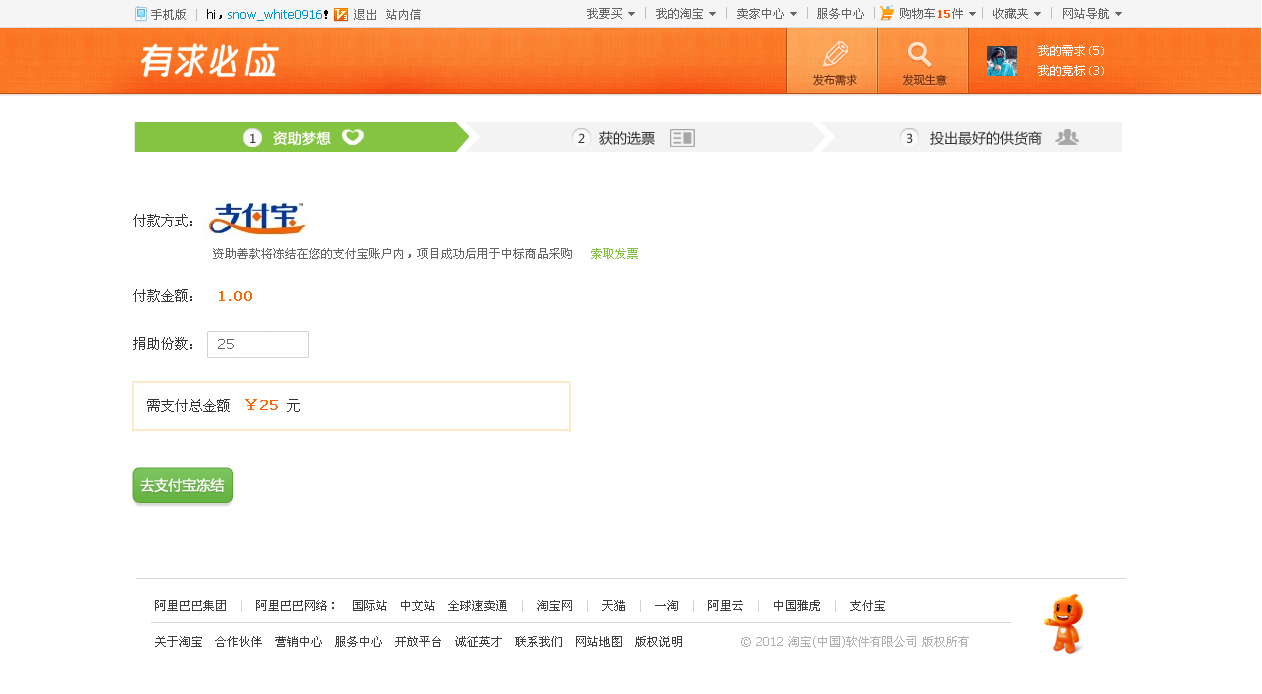 手机版 hi，snow_white0916! 退出 站内信 我要买 我的淘宝 卖家中心 服务中心 购物车15件 收藏夹 网站导航
有求必应 发布需求 发现生意 我的需求(5)
我的竞标(3)
1 资助梦想 2 获的选票 3 投出最好的供货商
付款方式： 支付宝™
资助善款将冻结在您的支付宝账户内，项目成功后用于中标商品采购 索取发票
付款金额： 1.00
捐助份数： 25
需支付总金额 ￥25 元
去支付宝冻结
阿里巴巴集团 阿里巴巴网络： 国际站 中文站 全球速卖通 淘宝网 天猫 一淘 阿里云 中国雅虎 支付宝
关于淘宝 合作伙伴 营销中心 服务中心 开放平台 诚征英才 联系我们 网站地图 版权说明 © 2012 淘宝(中国)软件有限公司 版权所有